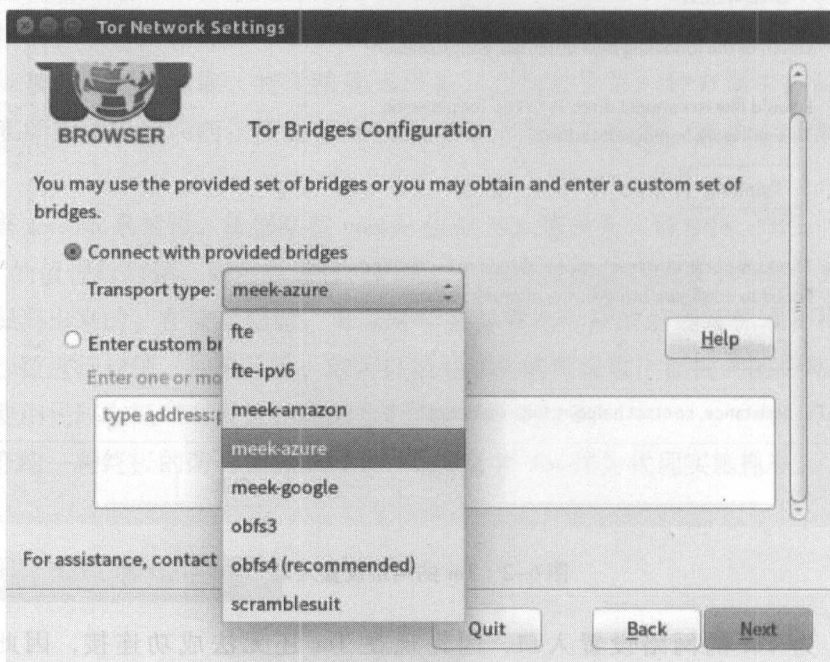 Tor Network Settings
BROWSER
Tor Bridges Configuration
You may use the provided set of bridges or you may obtain and enter a custom set of
bridges.
Connect with provided bridges
Transport type: meek-azure
fte
Enter custom br
Help
fte-ipv6
Enter one or mo
meek-amazon
type address:p
meek-azure
meek-google
obfs3
For assistance, contact
obfs4 (recommended)
scramblesuit
Quit
Back
Next